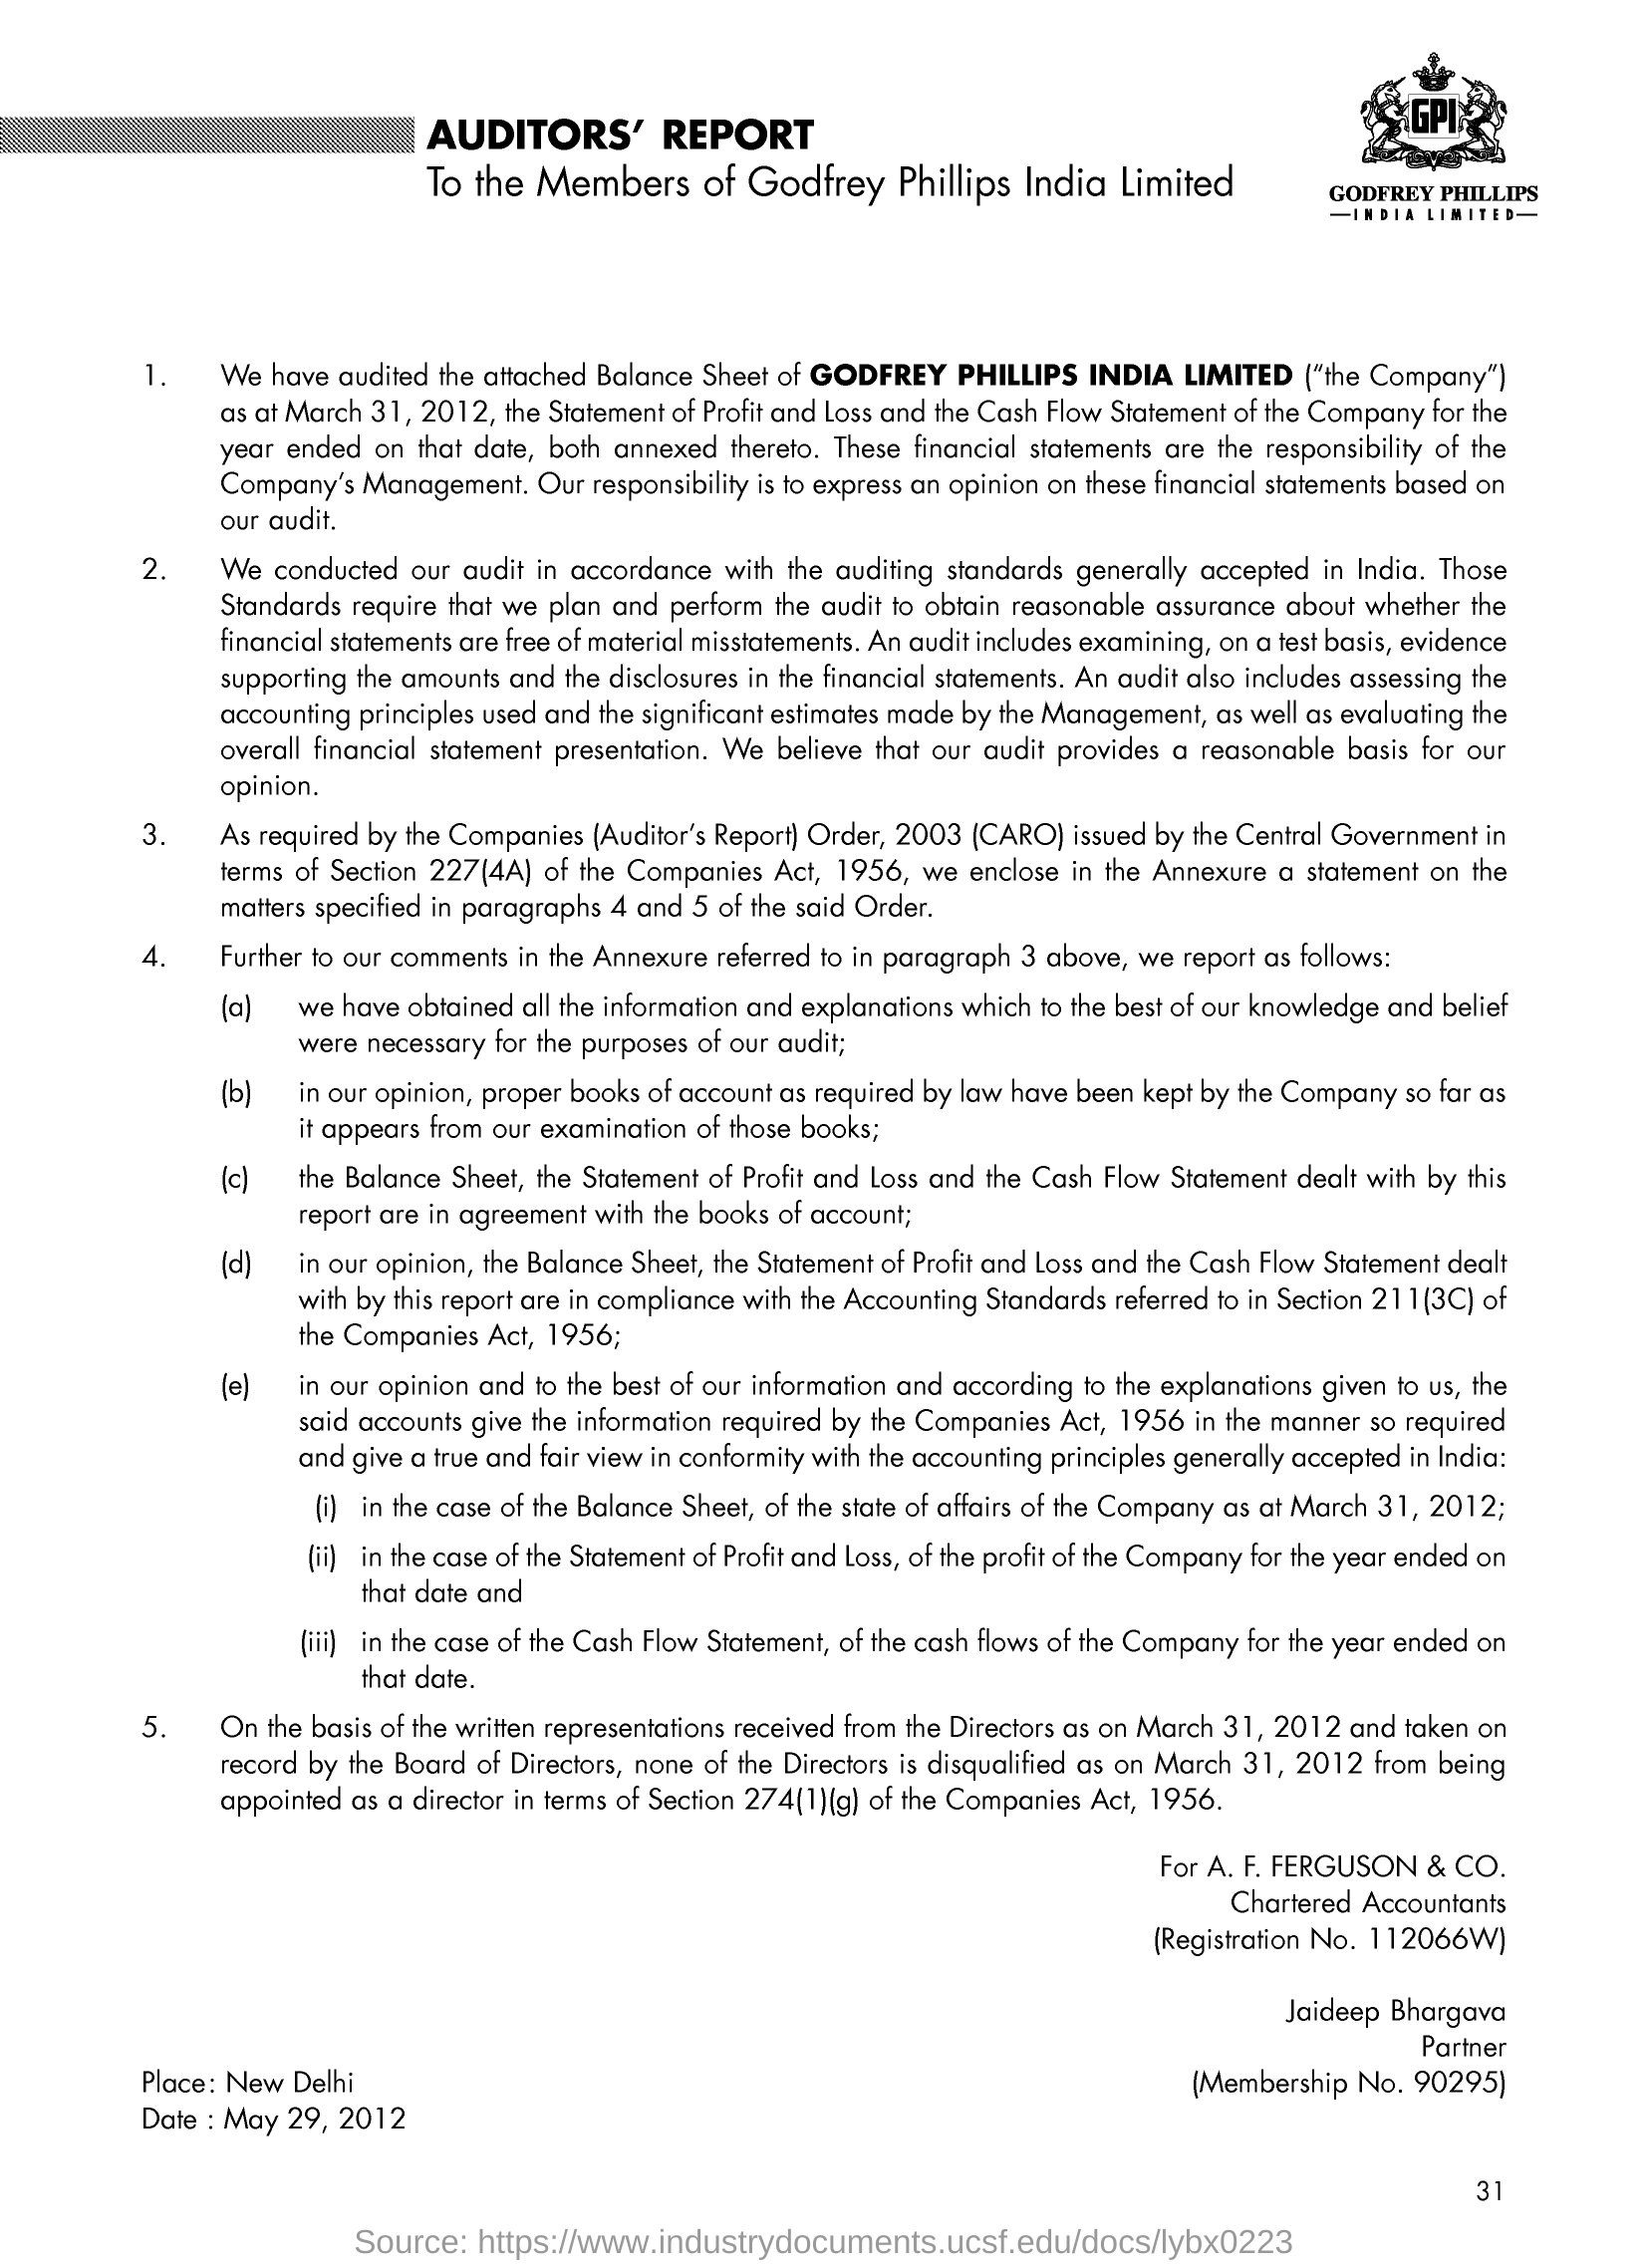 GPI
GODFREY PHILLIPS
INDIA LIMITED
AUDITORS’ REPORT
To the Members of Godfrey Phillips India Limited
1. We have audited the attached Balance Sheet of GODFREY PHILLIPS INDIA LIMITED (“the Company”)
as at March 31, 2012, the Statement of Profit and Loss and the Cash Flow Statement of the Company for the
year ended on that date, both annexed thereto. These financial statements are the responsibility of the
Company’s Management. Our responsibility is to express an opinion on these financial statements based on
our audit.
2. We conducted our audit in accordance with the auditing standards generally accepted in India. Those
Standards require that we plan and perform the audit to obtain reasonable assurance about whether the
financial statements are free of material misstatements. An audit includes examining, on a test basis, evidence
supporting the amounts and the disclosures in the financial statements. An audit also includes assessing the
accounting principles used and the significant estimates made by the Management, as well as evaluating the
overall financial statement presentation. We believe that our audit provides a reasonable basis for our
opinion.
3. As required by the Companies (Auditor’s Report) Order, 2003 (CARO) issued by the Central Government in
terms of Section 227(4A) of the Companies Act, 1956, we enclose in the Annexure a statement on the
matters specified in paragraphs 4 and 5 of the said Order.
4. Further to our comments in the Annexure referred to in paragraph 3 above, we report as follows:
(a) we have obtained all the information and explanations which to the best of our knowledge and belief
were necessary for the purposes of our audit;
(b) in our opinion, proper books of account as required by law have been kept by the Company so far as
it appears from our examination of those books;
(c) the Balance Sheet, the Statement of Profit and Loss and the Cash Flow Statement dealt with by this
report are in agreement with the books of account;
(d) in our opinion, the Balance Sheet, the Statement of Profit and Loss and the Cash Flow Statement dealt
with by this report are in compliance with the Accounting Standards referred to in Section 211(3C) of
the Companies Act, 1956;
(e) in our opinion and to the best of our information and according to the explanations given to us, the
said accounts give the information required by the Companies Act, 1956 in the manner so required
and give a true and fair view in conformity with the accounting principles generally accepted in India:
(i) in the case of the Balance Sheet, of the state of affairs of the Company as at March 31, 2012;
(ii) in the case of the Statement of Profit and Loss, of the profit of the Company for the year ended on
that date and
(iii) in the case of the Cash Flow Statement, of the cash flows of the Company for the year ended on
that date.
5. On the basis of the written representations received from the Directors as on March 31, 2012 and taken on
record by the Board of Directors, none of the Directors is disqualified as on March 31, 2012 from being
appointed as a director in terms of Section 274(1)(g) of the Companies Act, 1956.
For A. F. FERGUSON & CO.
Chartered Accountants
(Registration No. 112066W)
Jaideep Bhargava
Partner
(Membership No. 90295)
Place: New Delhi
Date : May 29, 2012
31
Source: https://www.industrydocuments.ucsf.edu/docs/lybx0223